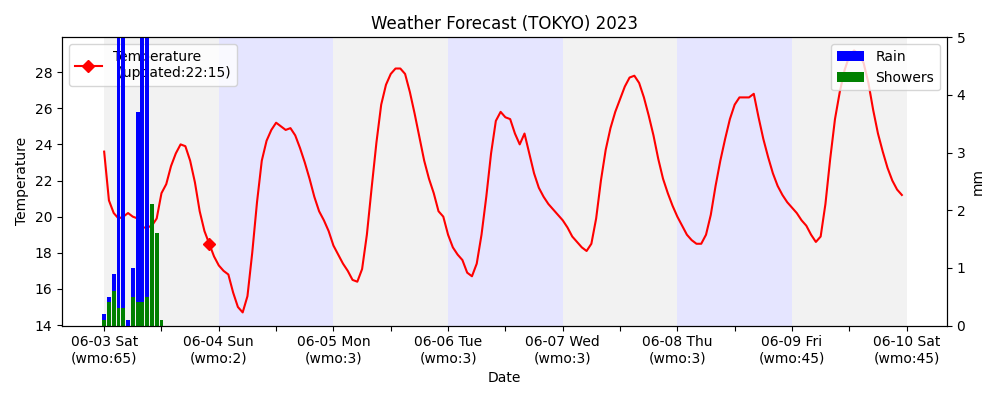 Weather Forecast (TOKYO) 2023
Temperature
(updated:22:15)
Rain
Showers
28
26
24
22
20
18
16
14
Temperature
5
4
3
2
1
0
mm
06-03 Sat
(wmo:65)
06-04 Sun
(wmo:2)
06-05 Mon
(wmo:3)
06-06 Tue
(wmo:3)
06-07 Wed
(wmo:3)
06-08 Thu
(wmo:3)
06-09 Fri
(wmo:45)
06-10 Sat
(wmo:45)
Date